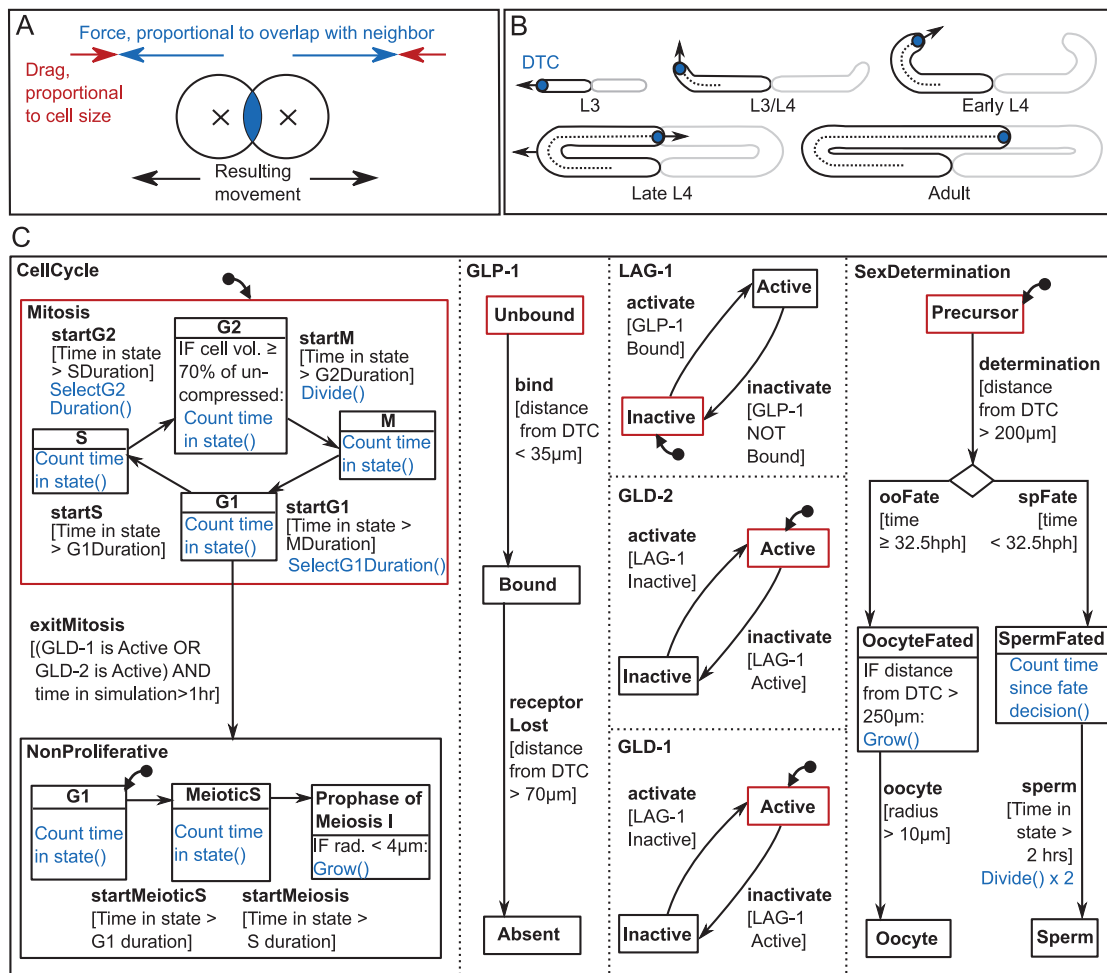 A
Force, proportional to overlap with neighbor
Drag,
proportional
to cell size
Resulting
movement
B
DTC
L3
L3/L4
Early L4
Late L4
Adult
C
CellCycle
Mitosis
startG2
[Time in state
> SDuration]
SelectG2
Duration()
G2
IF cell vol. ≥
70% of un-
compressed:
Count time
in state()
startM
[Time in state
> G2Duration]
Divide()
S
Count time
in state()
M
Count time
in state()
startS
[Time in state
> G1Duration]
G1
Count time
in state()
startG1
[Time in state >
MDuration]
SelectG1Duration()
exitMitosis
[(GLD-1 is Active OR
GLD-2 is Active) AND
time in simulation>1hr]
NonProliferative
G1
Count time
in state()
MeioticS
Count time
in state()
Prophase of
Meiosis I
IF rad. < 4µm:
Grow()
startMeioticS
[Time in state >
G1 duration]
startMeiosis
[Time in state >
S duration]
GLP-1
Unbound
bind
[distance
from DTC
< 35µm]
Bound
receptor
Lost
[distance
from DTC
> 70µm]
Absent
LAG-1
Active
activate
[GLP-1
Bound]
Inactive
inactivate
[GLP-1
NOT
Bound]
GLD-2
activate
[LAG-1
Inactive]
Active
inactivate
[LAG-1
Active]
Inactive
GLD-1
activate
[LAG-1
Inactive]
Active
inactivate
[LAG-1
Active]
Inactive
SexDetermination
Precursor
determination
[distance
from DTC
> 200µm]
ooFate
[time
≥ 32.5hph]
spFate
[time
< 32.5hph]
OocyteFated
IF distance
from DTC >
250µm:
Grow()
SpermFated
Count time
since fate
decision()
oocyte
[radius
> 10µm]
sperm
[Time in
state >
2 hrs]
Divide() x 2
Oocyte
Sperm